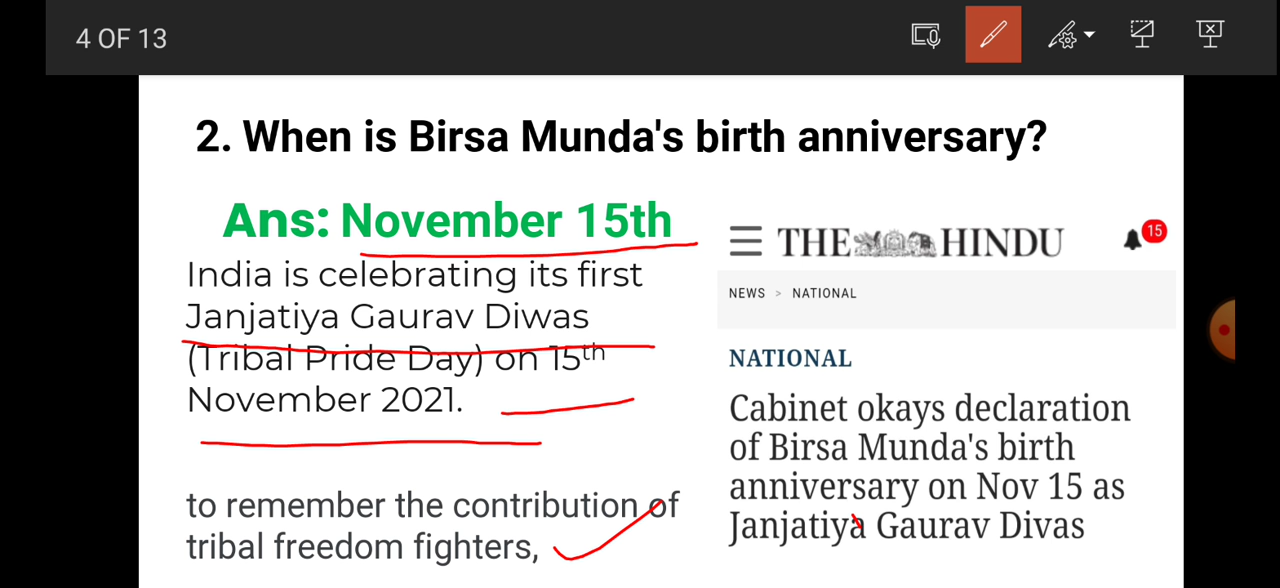 4 OF 13
2. When is Birsa Munda's birth anniversary?
Ans: November 15th
India is celebrating its first
Janjatiya Gaurav Diwas
(Tribal Pride Day) on 15th
November 2021.
to remember the contribution of
tribal freedom fighters,
THE HINDU
15
NEWS > NATIONAL
NATIONAL
Cabinet okays declaration
of Birsa Munda's birth
anniversary on Nov 15 as
Janjatiya Gaurav Divas